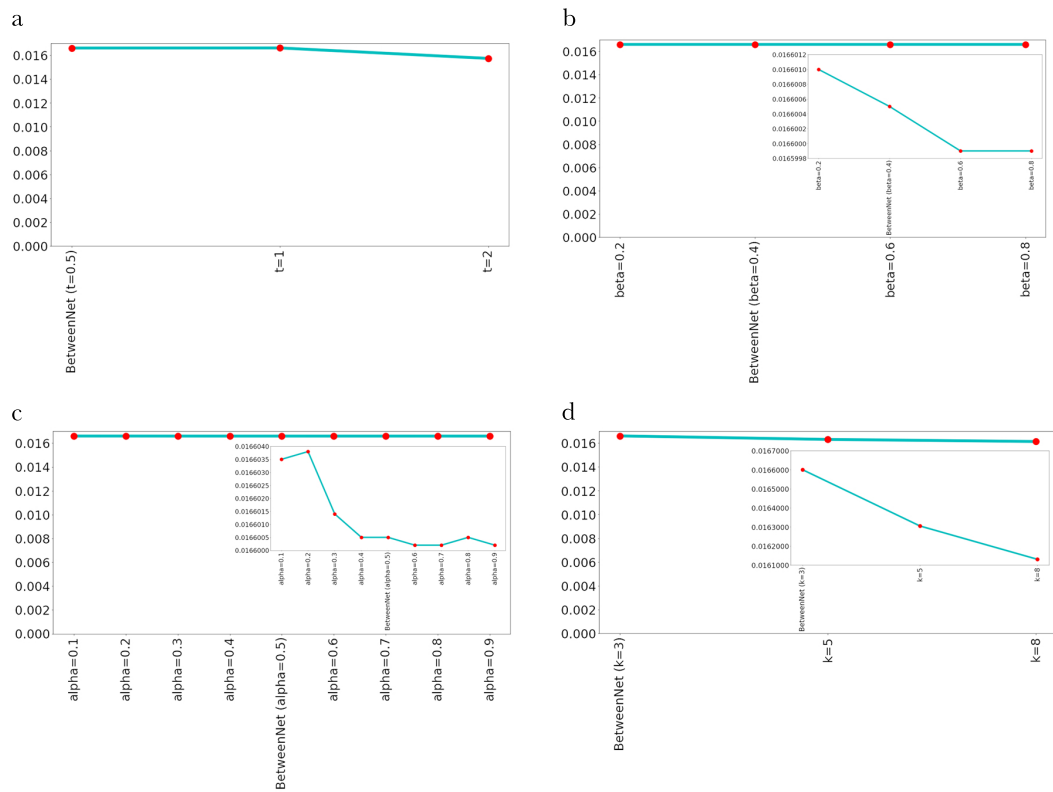 a
0.016
0.014
0.012
0.010
0.008
0.006
0.004
0.002
0.000
BetweenNet (t=0.5)
t=1
t=2
b
0.016
0.014
0.012
0.010
0.008
0.006
0.004
0.002
0.000
0.0166012
0.0166010
0.0166008
0.0166006
0.0166004
0.0166002
0.0166000
0.0165998
beta=0.2
BetweenNet (beta=0.4)
beta=0.6
beta=0.8
beta=0.2
BetweenNet (beta=0.4)
beta=0.6
beta=0.8
c
0.016
0.014
0.012
0.010
0.008
0.006
0.004
0.002
0.000
0.0166040
0.0166035
0.0166030
0.0166025
0.0166020
0.0166015
0.0166010
0.0166005
0.0166000
alpha=0.1
alpha=0.2
alpha=0.3
alpha=0.4
BetweenNet (alpha=0.5)
alpha=0.6
alpha=0.7
alpha=0.8
alpha=0.9
alpha=0.1
alpha=0.2
alpha=0.3
alpha=0.4
BetweenNet (alpha=0.5)
alpha=0.6
alpha=0.7
alpha=0.8
alpha=0.9
d
0.016
0.014
0.012
0.010
0.008
0.006
0.004
0.002
0.000
0.0167000
0.0166000
0.0165000
0.0164000
0.0163000
0.0162000
0.0161000
BetweenNet (k=3)
k=5
k=8
BetweenNet (k=3)
k=5
k=8